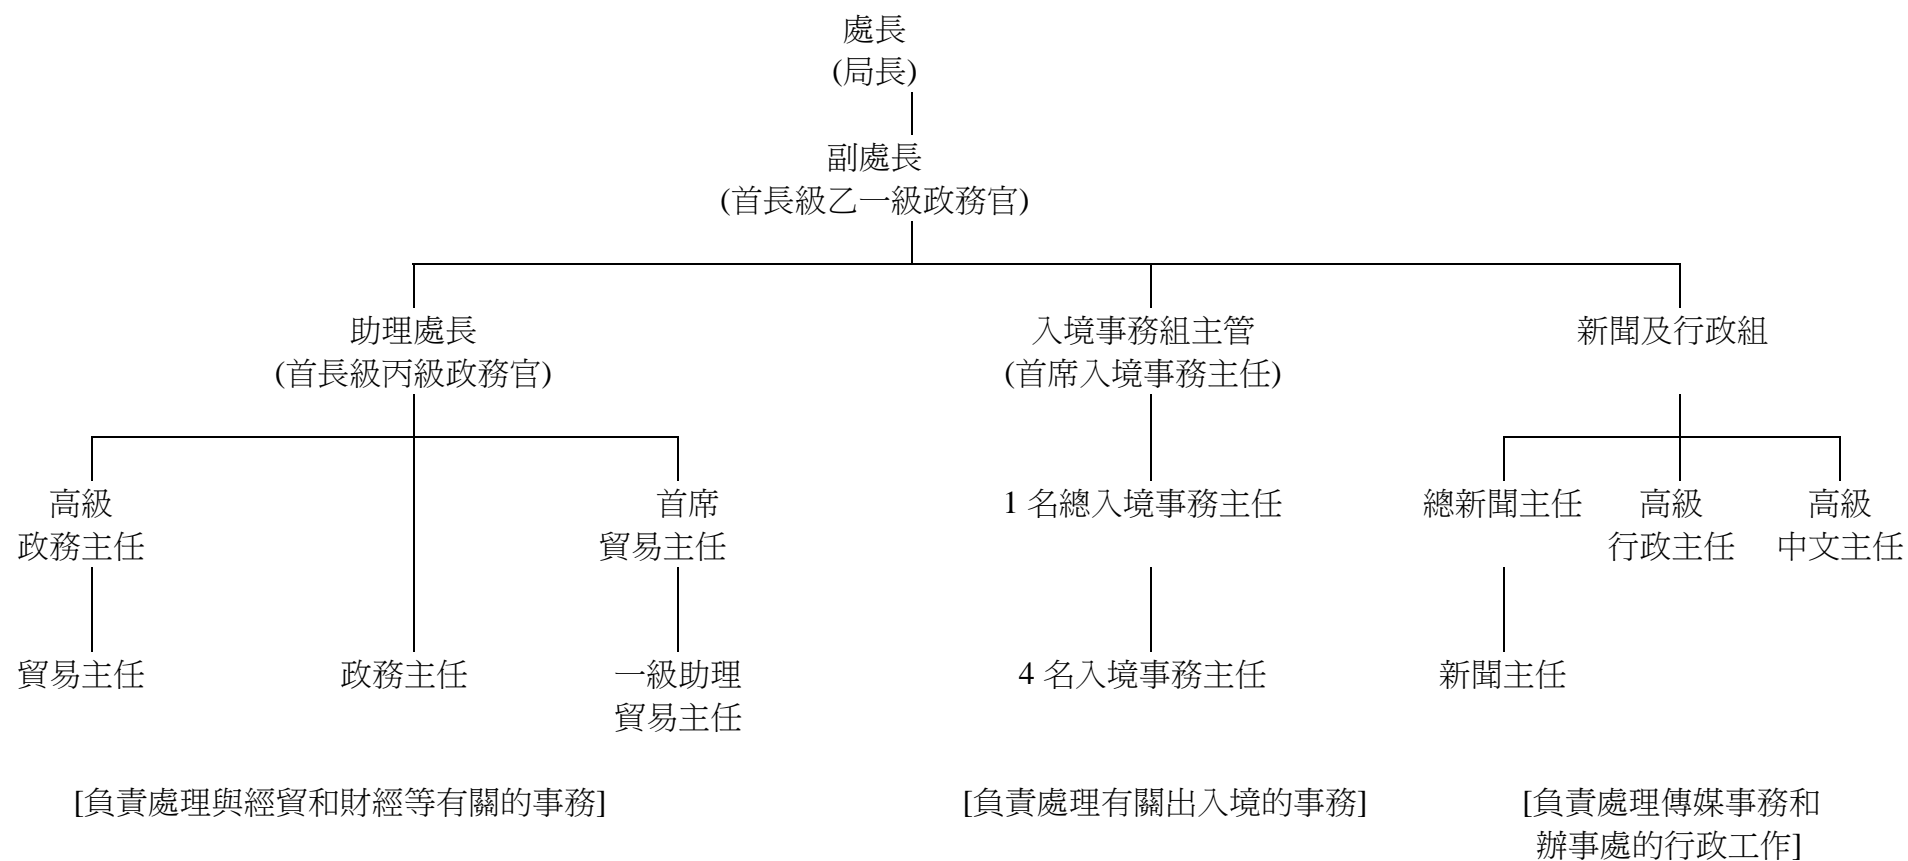 處長
(局長)
副處長
(首長級乙一級政務官)
助理處長
(首長級丙級政務官)
入境事務組主管
(首席入境事務主任)
新聞及行政組
高級
政務主任
首席
貿易主任
1 名總入境事務主任
總新聞主任
高級
行政主任
高級
中文主任
貿易主任
政務主任
一級助理
貿易主任
4 名入境事務主任
新聞主任
[負責處理與經貿和財經等有關的事務]
[負責處理有關出入境的事務]
[負責處理傳媒事務和
辦事處的行政工作]